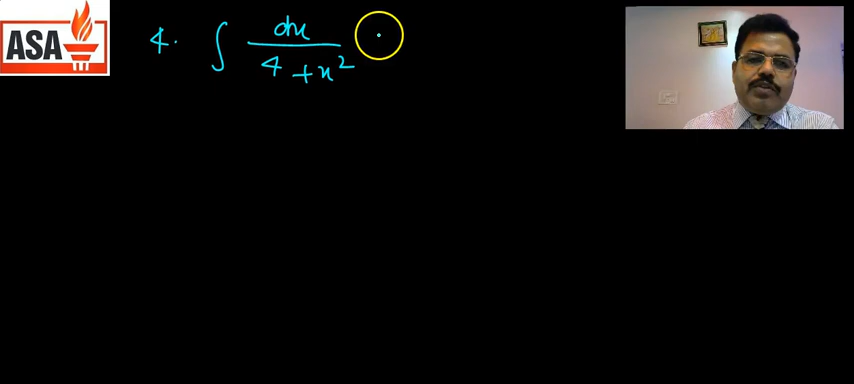 ASA
4. ∫ dx / 4 + x²